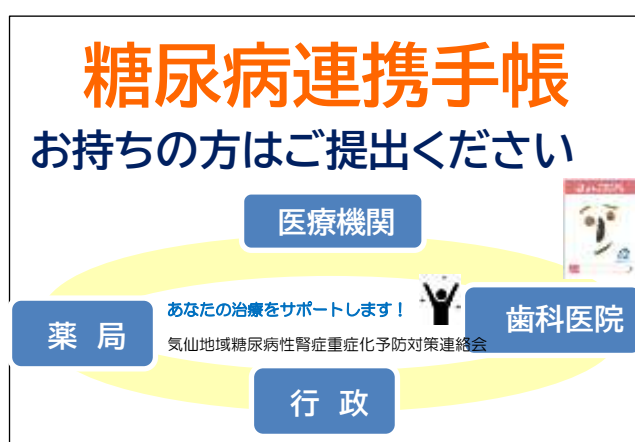 糖尿病連携手帳
お持ちの方はご提出ください
医療機関
あなたの治療をサポートします！
薬 局
歯科医院
気仙地域糖尿病性腎症重症化予防対策連絡会
行 政